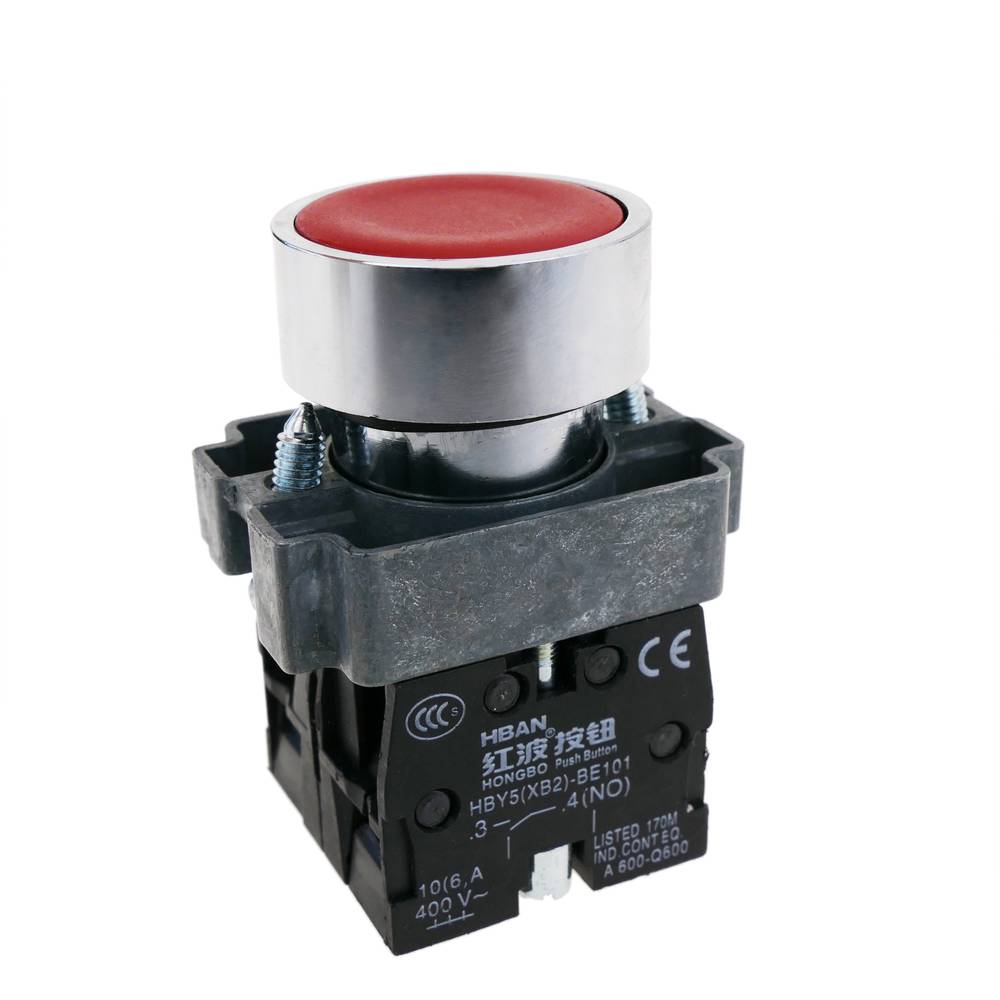 CCC S
CE
HBAN®
红波 按钮
HONGBO Push Button
HBY5(XB2)-BE101
.3 .4(NO)
LISTED 170M
IND.CONT.EQ.
A 600-Q600
10(6,A
400 V~